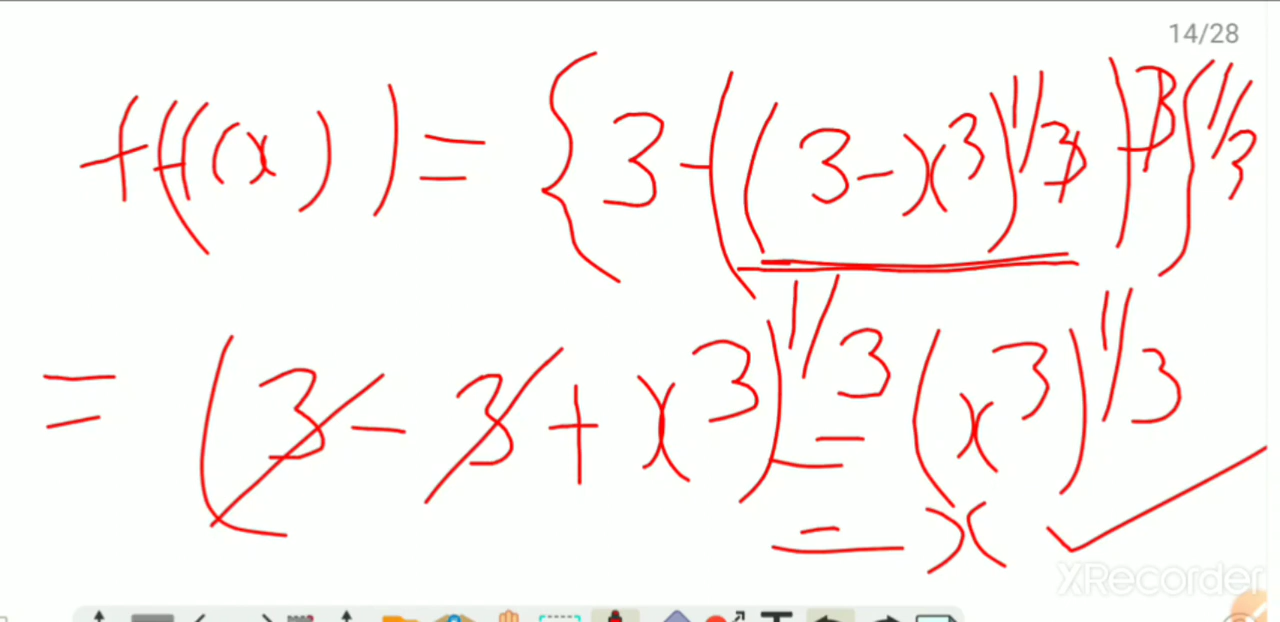 14/28
f(f(x)) = {3-((3-x³)^1/3)^3}^1/3
= (3-3+x³)^1/3 = (x³)^1/3
= x ✓
XRecorder